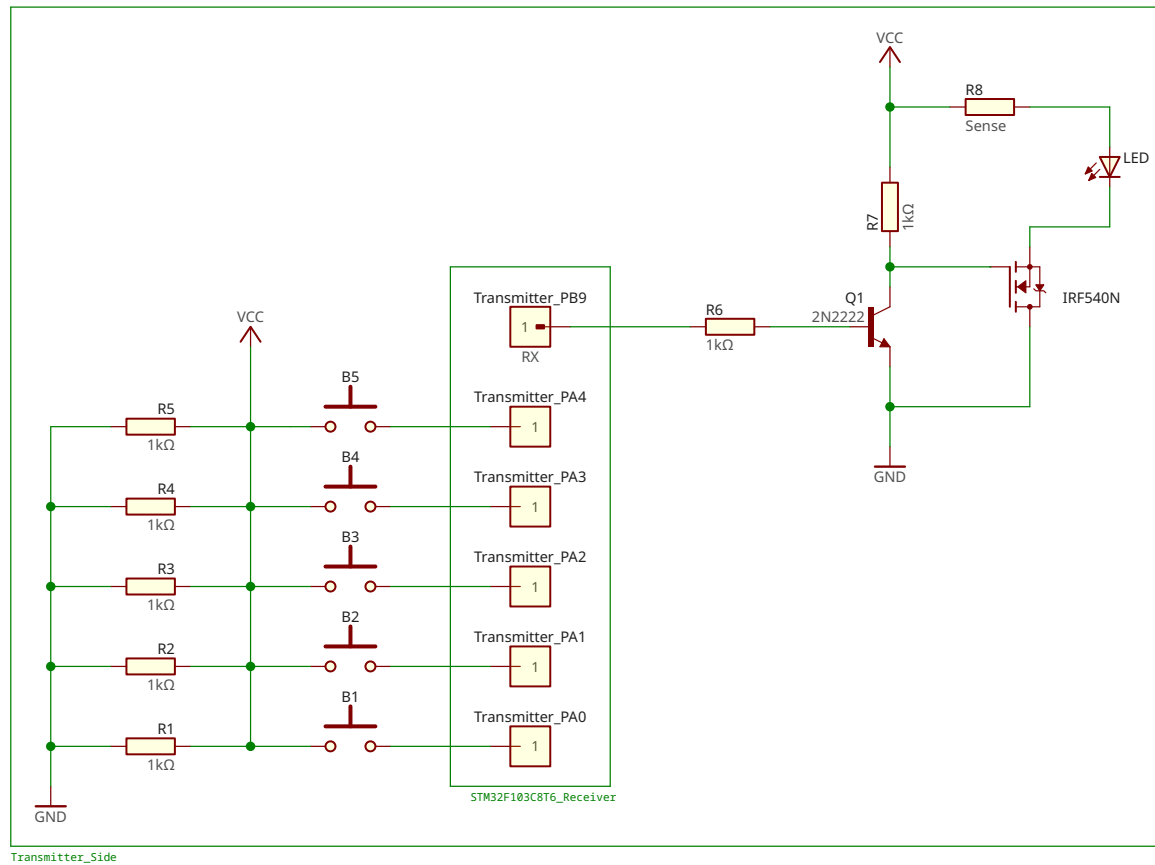 VCC
R8
Sense
LED
R7
1kΩ
IRF540N
Transmitter_PB9
1
RX
R6
1kΩ
Q1
2N2222
GND
VCC
B5
Transmitter_PA4
R5
1kΩ
1
B4
Transmitter_PA3
R4
1kΩ
1
B3
Transmitter_PA2
R3
1kΩ
1
B2
Transmitter_PA1
R2
1kΩ
1
B1
Transmitter_PA0
R1
1kΩ
1
STM32F103C8T6_Receiver
GND
Transmitter_Side